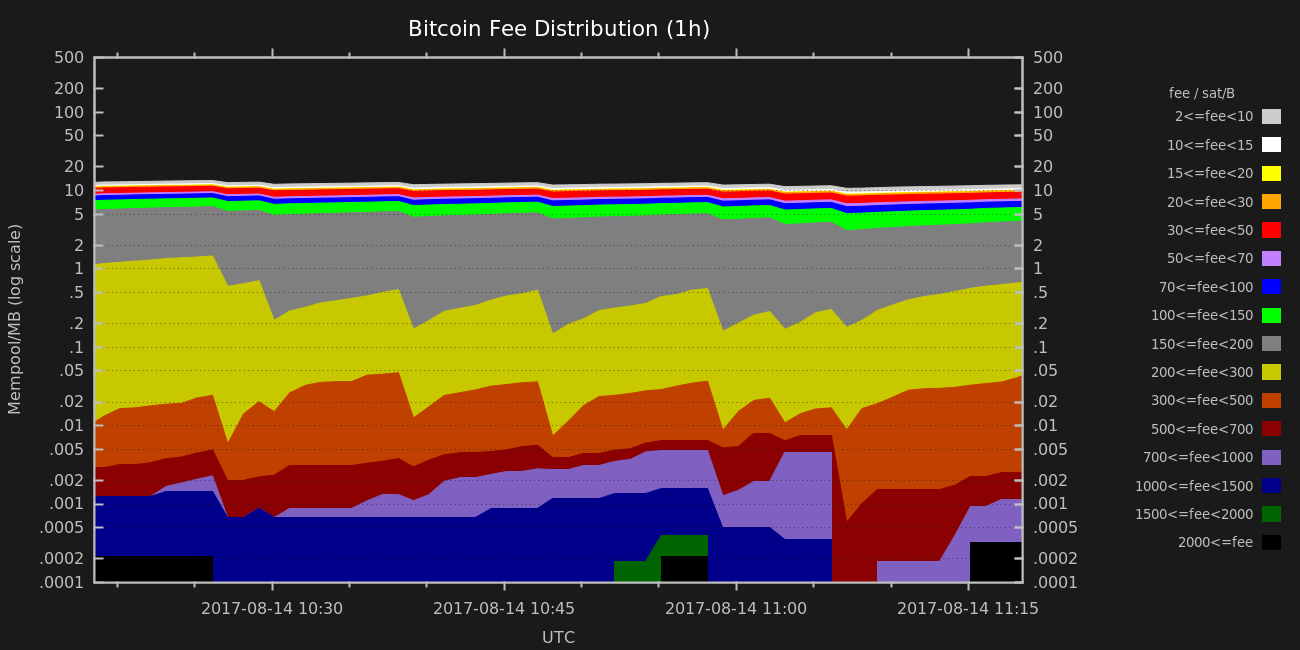 Bitcoin Fee Distribution (1h)
Mempool/MB (log scale)
500
200
100
50
20
10
5
2
1
.5
.2
.1
.05
.02
.01
.005
.002
.001
.0005
.0002
.0001
500
200
100
50
20
10
5
2
1
.5
.2
.1
.05
.02
.01
.005
.002
.001
.0005
.0002
.0001
2017-08-14 10:30 2017-08-14 10:45 2017-08-14 11:00 2017-08-14 11:15
UTC
fee / sat/B
2<=fee<10
10<=fee<15
15<=fee<20
20<=fee<30
30<=fee<50
50<=fee<70
70<=fee<100
100<=fee<150
150<=fee<200
200<=fee<300
300<=fee<500
500<=fee<700
700<=fee<1000
1000<=fee<1500
1500<=fee<2000
2000<=fee